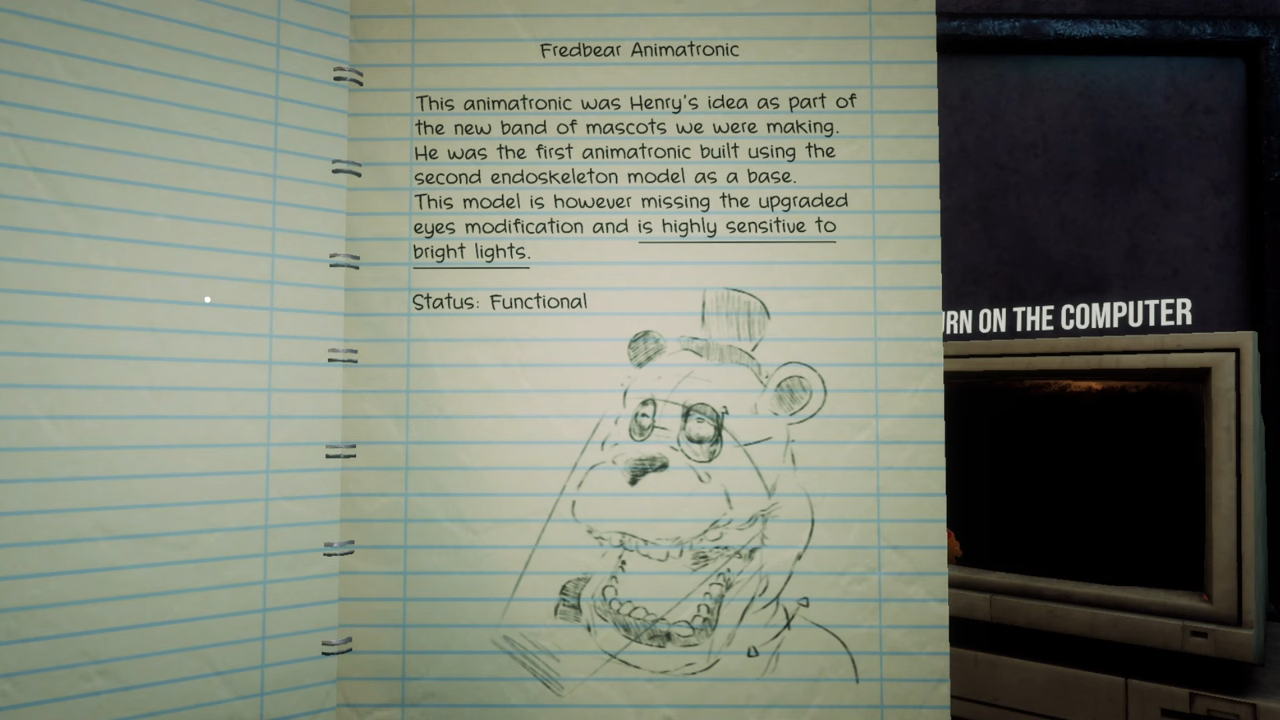 Fredbear Animatronic
This animatronic was Henry's idea as part of
the new band of mascots we were making.
He was the first animatronic built using the
second endoskeleton model as a base.
This model is however missing the upgraded
eyes modification and is highly sensitive to
bright lights.
Status: Functional
ON THE COMPUTER